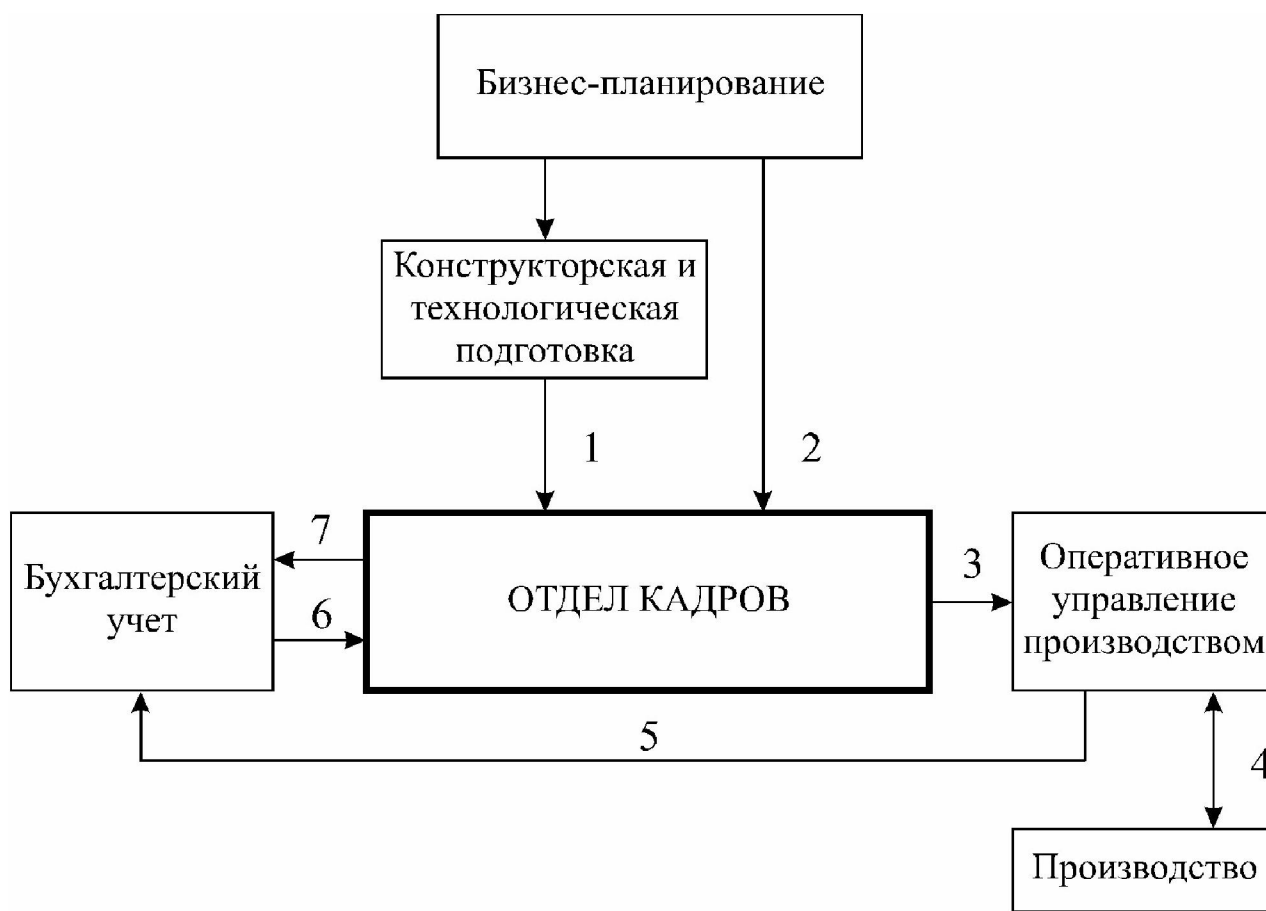 Бизнес-планирование
Конструкторская и
технологическая
подготовка
1
2
Бухгалтерский
учет
7
6
ОТДЕЛ КАДРОВ
3
Оперативное
управление
производством
5
4
Производство